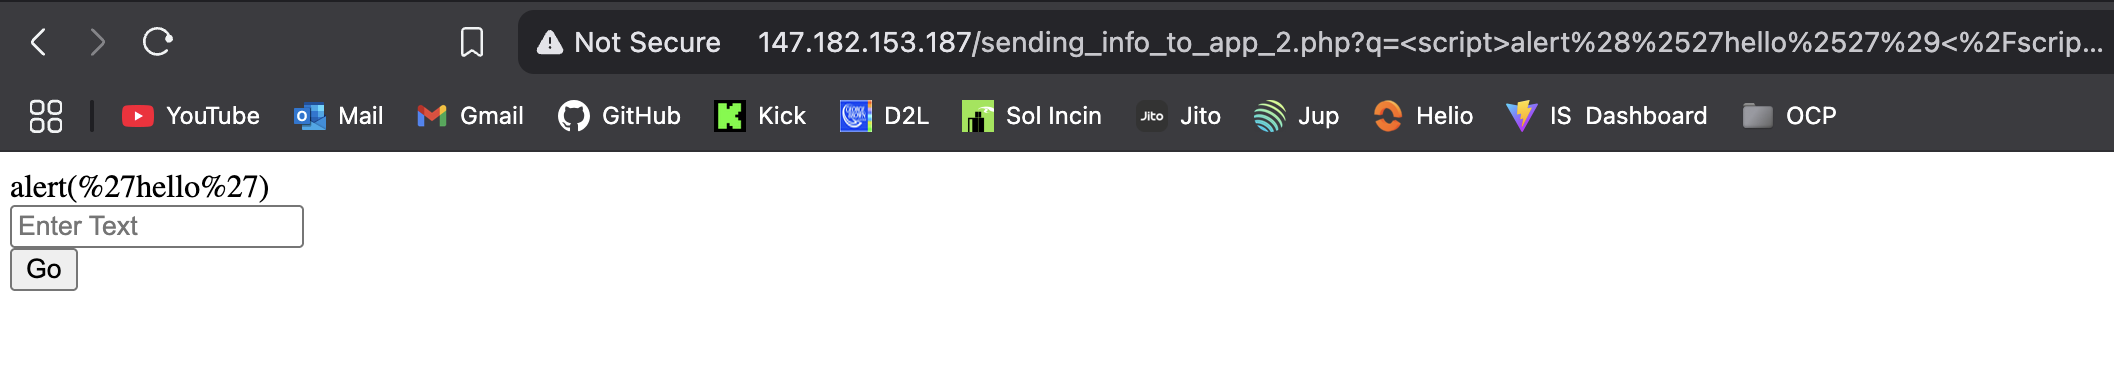 Not Secure 147.182.153.187/sending_info_to_app_2.php?q=<script>alert%28%2527hello%2527%29<%2Fscrip...
YouTube Mail Gmail GitHub Kick D2L Sol Incin Jito Jito Jup Helio IS Dashboard OCP
alert(%27hello%27)
Enter Text
Go